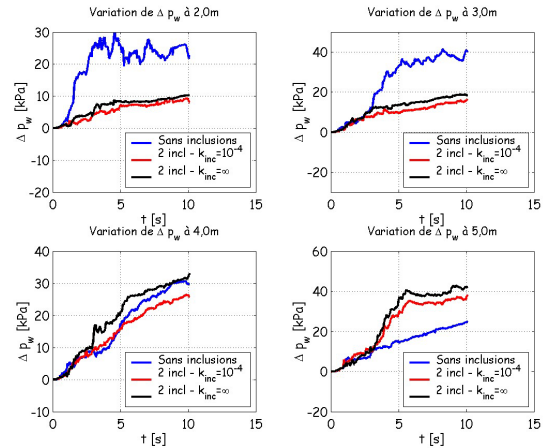 Variation de Δ p_w à 2,0m
Δ p_w [kPa]
30
20
10
0
-10
-20
0
5
10
15
t [s]
Sans inclusions
2 incl - k_inc=10^-4
2 incl - k_inc=∞
Variation de Δ p_w à 3,0m
Δ p_w [kPa]
40
20
0
-20
0
5
10
15
t [s]
Sans inclusions
2 incl - k_inc=10^-4
2 incl - k_inc=∞
Variation de Δ p_w à 4,0m
Δ p_w [kPa]
40
30
20
10
0
-10
0
5
10
15
t [s]
Sans inclusions
2 incl - k_inc=10^-4
2 incl - k_inc=∞
Variation de Δ p_w à 5,0m
Δ p_w [kPa]
60
40
20
0
-20
0
5
10
15
t [s]
Sans inclusions
2 incl - k_inc=10^-4
2 incl - k_inc=∞